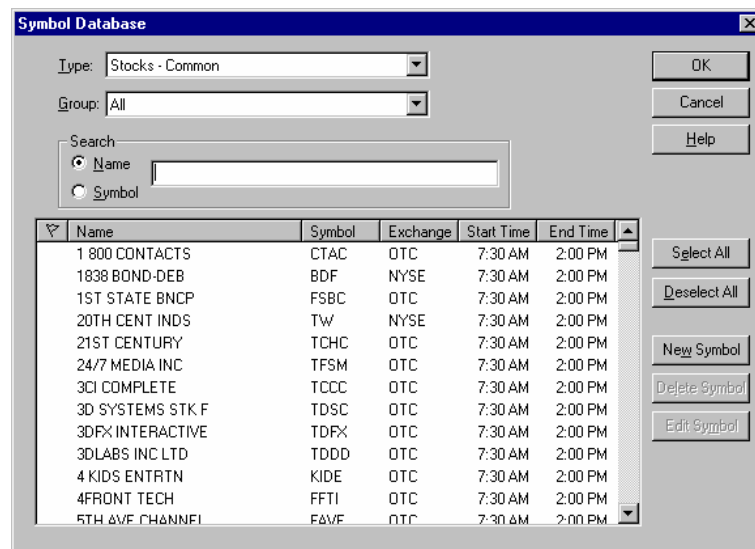 Symbol Database
Type: Stocks - Common
OK
Group: All
Cancel
Help
Search
Name
Symbol
Name Symbol Exchange Start Time End Time
1 800 CONTACTS CTAC OTC 7:30 AM 2:00 PM
Select All
1838 BOND-DEB BDF NYSE 7:30 AM 2:00 PM
1ST STATE BNCP FSBC OTC 7:30 AM 2:00 PM
Deselect All
20TH CENT INDS TW NYSE 7:30 AM 2:00 PM
21ST CENTURY TCHC OTC 7:30 AM 2:00 PM
New Symbol
24/7 MEDIA INC TFSM OTC 7:30 AM 2:00 PM
3CI COMPLETE TCCC OTC 7:30 AM 2:00 PM
Delete Symbol
3D SYSTEMS STK F TDSC OTC 7:30 AM 2:00 PM
3DFX INTERACTIVE TDFX OTC 7:30 AM 2:00 PM
Edit Symbol
3DLABS INC LTD TDDD OTC 7:30 AM 2:00 PM
4 KIDS ENTRTN KIDE OTC 7:30 AM 2:00 PM
4FRONT TECH FFTI OTC 7:30 AM 2:00 PM
5TH AVE CHANNEL FAVE OTC 7:30 AM 2:00 PM